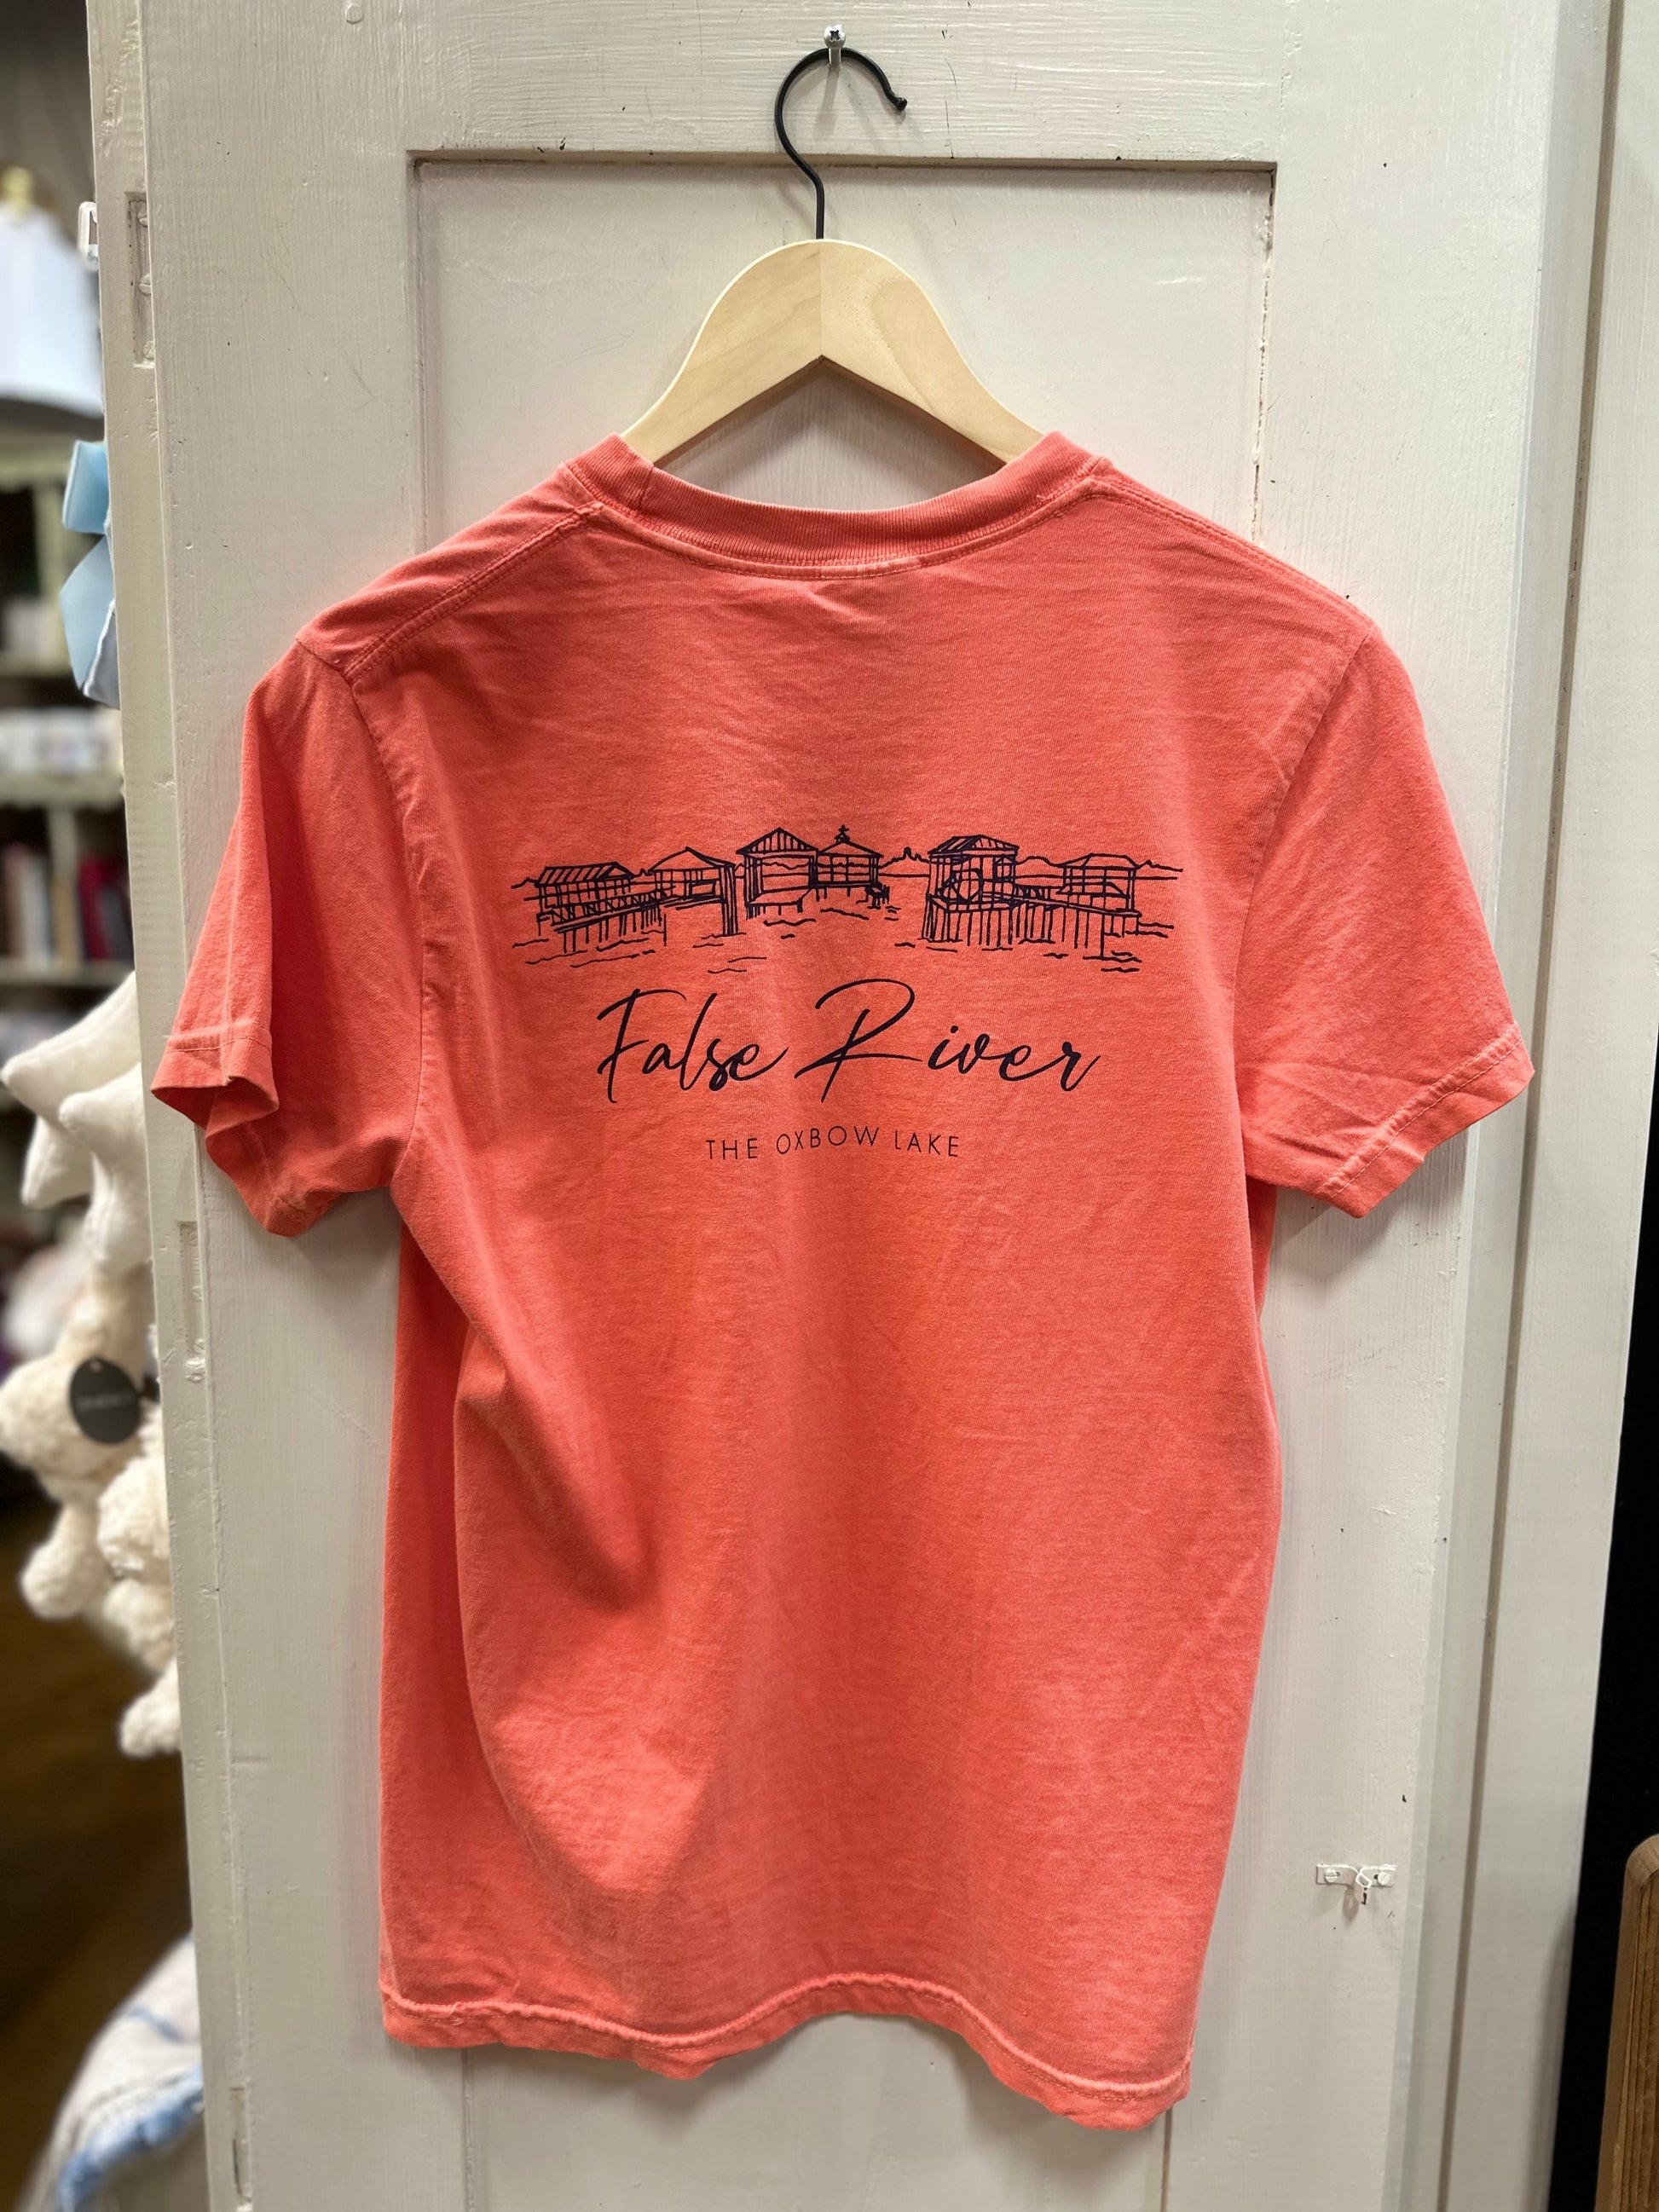 False River
THE OXBOW LAKE